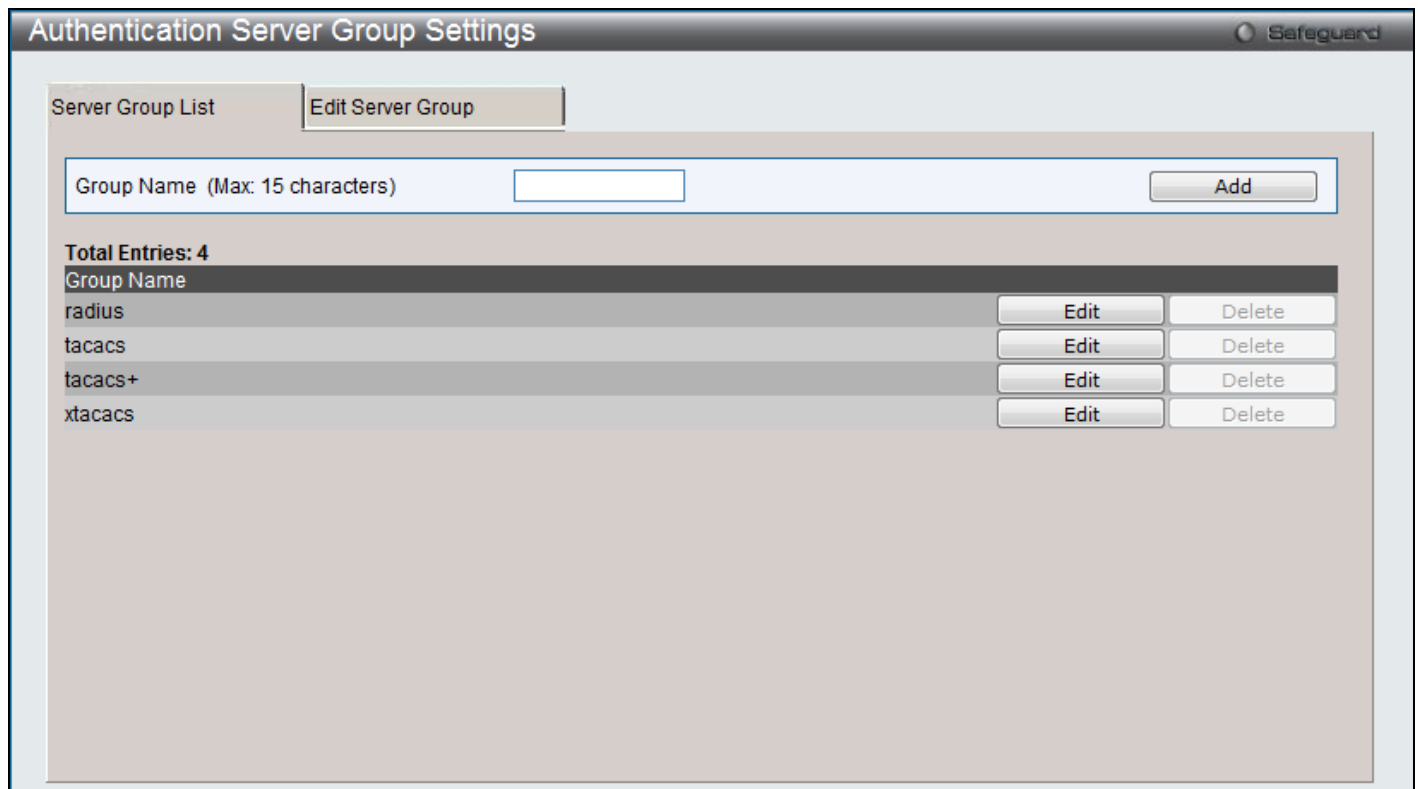 Authentication Server Group Settings
Safeguard
Server Group List
Edit Server Group
Group Name (Max: 15 characters)
Add
Total Entries: 4
Group Name
radius Edit Delete
tacacs Edit Delete
tacacs+ Edit Delete
xtacacs Edit Delete